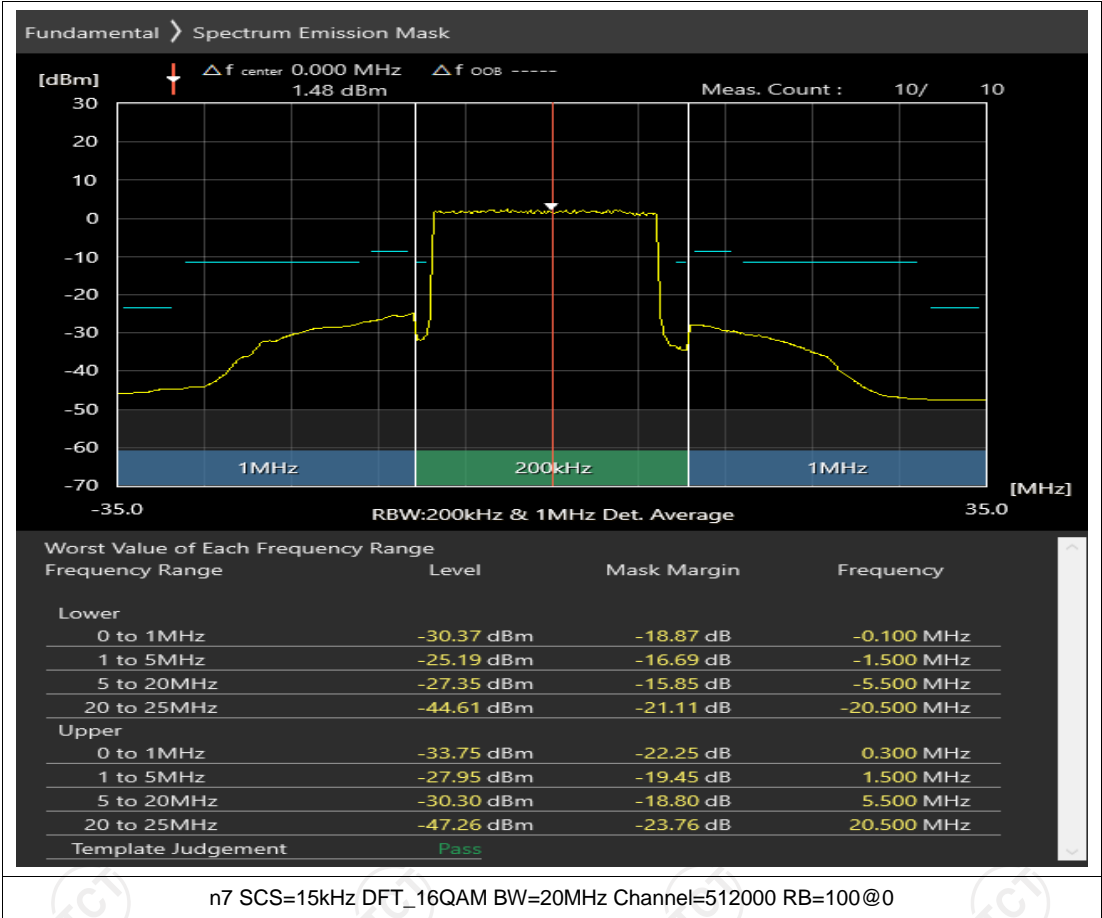 Fundamental ❯ Spectrum Emission Mask
[dBm]
△f center 0.000 MHz △f OOB -----
1.48 dBm
Meas. Count : 10/ 10
30
20
10
0
-10
-20
-30
-40
-50
-60
-70
1MHz 200kHz 1MHz
[MHz]
-35.0 35.0
RBW:200kHz & 1MHz Det. Average
Worst Value of Each Frequency Range
Frequency Range Level Mask Margin Frequency
Lower
0 to 1MHz -30.37 dBm -18.87 dB -0.100 MHz
1 to 5MHz -25.19 dBm -16.69 dB -1.500 MHz
5 to 20MHz -27.35 dBm -15.85 dB -5.500 MHz
20 to 25MHz -44.61 dBm -21.11 dB -20.500 MHz
Upper
0 to 1MHz -33.75 dBm -22.25 dB 0.300 MHz
1 to 5MHz -27.95 dBm -19.45 dB 1.500 MHz
5 to 20MHz -30.30 dBm -18.80 dB 5.500 MHz
20 to 25MHz -47.26 dBm -23.76 dB 20.500 MHz
Template Judgement Pass
n7 SCS=15kHz DFT_16QAM BW=20MHz Channel=512000 RB=100@0
TCT TCT TCT TCT